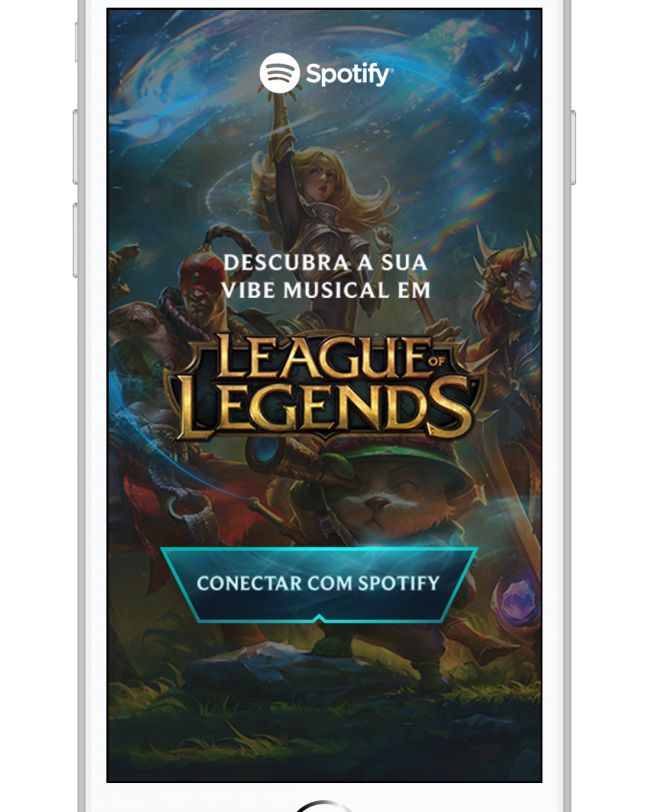 Spotify
DESCUBRA A SUA
VIBE MUSICAL EM
LEAGUE OF
LEGENDS
CONECTAR COM SPOTIFY